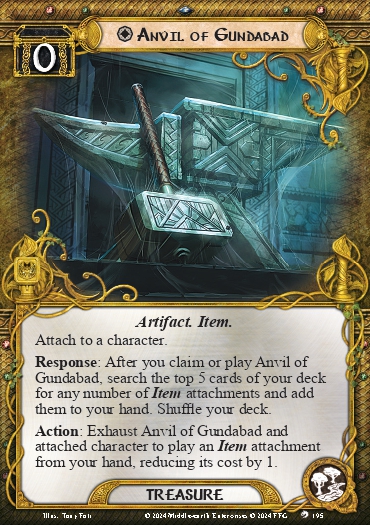 0
ANVIL OF GUNDABAD
Artifact. Item.
Attach to a character.
Response: After you claim or play Anvil of
Gundabad, search the top 5 cards of your deck
for any number of Item attachments and add
them to your hand. Shuffle your deck.
Action: Exhaust Anvil of Gundabad and
attached character to play an Item attachment
from your hand, reducing its cost by 1.
TREASURE
Illus. Tony Foti
© 2024 Middle-earth Enterprises © 2024 FFG
195